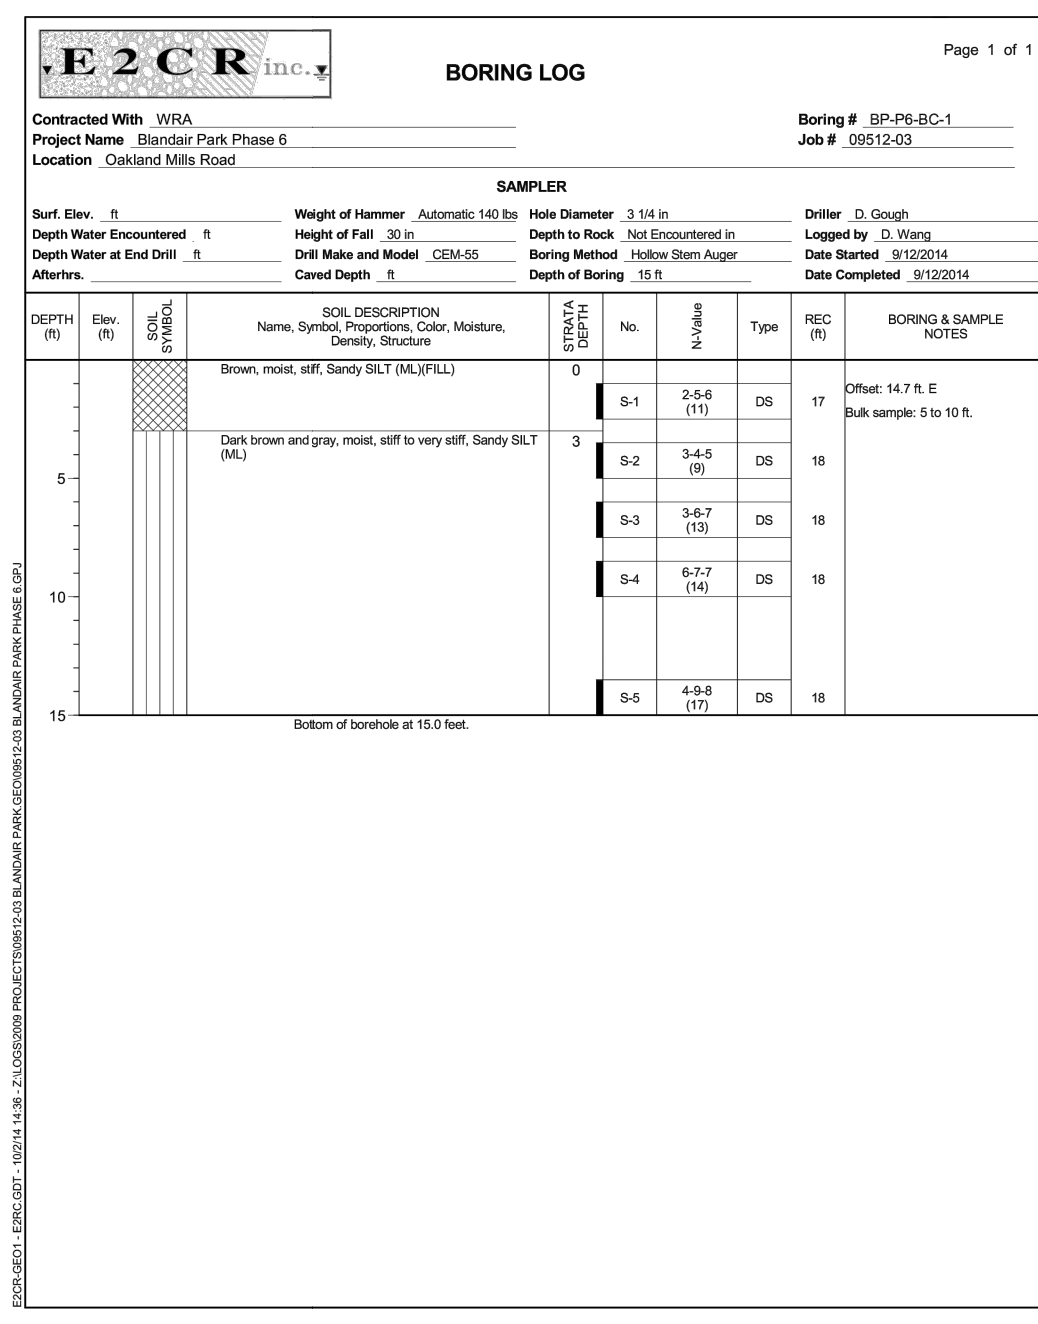 E2CR inc.
Page 1 of 1
BORING LOG
Contracted With WRA
Boring # BP-P6-BC-1
Project Name Blandair Park Phase 6
Job # 09512-03
Location Oakland Mills Road
SAMPLER
Surf. Elev. ft Weight of Hammer Automatic 140 lbs Hole Diameter 3 1/4 in Driller D. Gough
Depth Water Encountered ft Height of Fall 30 in Depth to Rock Not Encountered in Logged by D. Wang
Depth Water at End Drill ft Drill Make and Model CEM-55 Boring Method Hollow Stem Auger Date Started 9/12/2014
Afterhrs. Caved Depth ft Depth of Boring 15 ft Date Completed 9/12/2014
DEPTH
(ft)
Elev.
(ft)
SOIL
SYMBOL
SOIL DESCRIPTION
Name, Symbol, Proportions, Color, Moisture,
Density, Structure
STRATA
DEPTH
No.
N-Value
Type
REC
(ft)
BORING & SAMPLE
NOTES
Brown, moist, stiff, Sandy SILT (ML)(FILL) 0
Offset: 14.7 ft. E
S-1 2-5-6
(11) DS 17
Bulk sample: 5 to 10 ft.
Dark brown and gray, moist, stiff to very stiff, Sandy SILT 3
(ML)
S-2 3-4-5
(9) DS 18
5
S-3 3-6-7
(13) DS 18
S-4 6-7-7
(14) DS 18
10
S-5 4-9-8
(17) DS 18
15
Bottom of borehole at 15.0 feet.
E2CR-GEO1 - E2RC.GDT - 10/2/14 14:36 - Z:\LOGS\2009 PROJECTS\09512-03 BLANDAIR PARK.GEO\09512-03 BLANDAIR PARK PHASE 6.GPJ